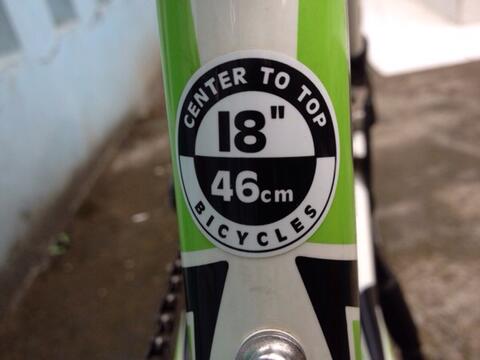 CENTER TO TOP
18"
46cm
BICYCLES